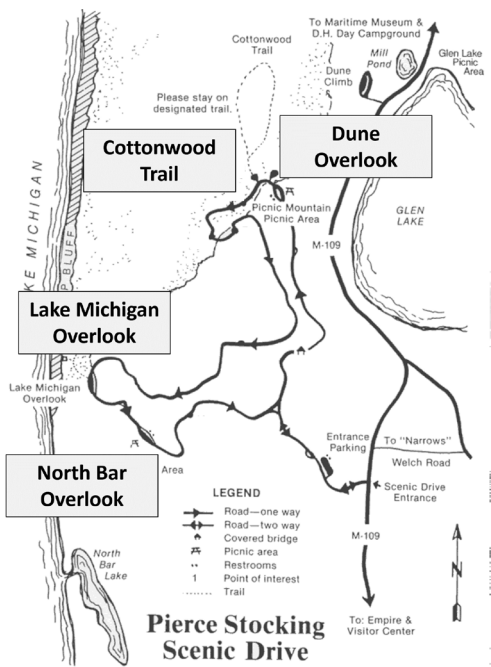 To Maritime Museum &
D.H. Day Campground
Cottonwood
Trail
Mill
Pond
Glen Lake
Picnic
Area
Dune
Climb
Please stay on
designated trail.
Cottonwood
Trail
Dune
Overlook
Picnic Mountain
Picnic Area
GLEN
LAKE
M-109
KE MICHIGAN
P BLUFF
Lake Michigan
Overlook
Lake Michigan
Overlook
Entrance
Parking
To "Narrows"
Welch Road
North Bar
Overlook
Area
Scenic Drive
Entrance
LEGEND
Road—one way
Road—two way
Covered bridge
Picnic area
Restrooms
1 Point of interest
Trail
M-109
N
North
Bar
Lake
Pierce Stocking
Scenic Drive
To: Empire &
Visitor Center